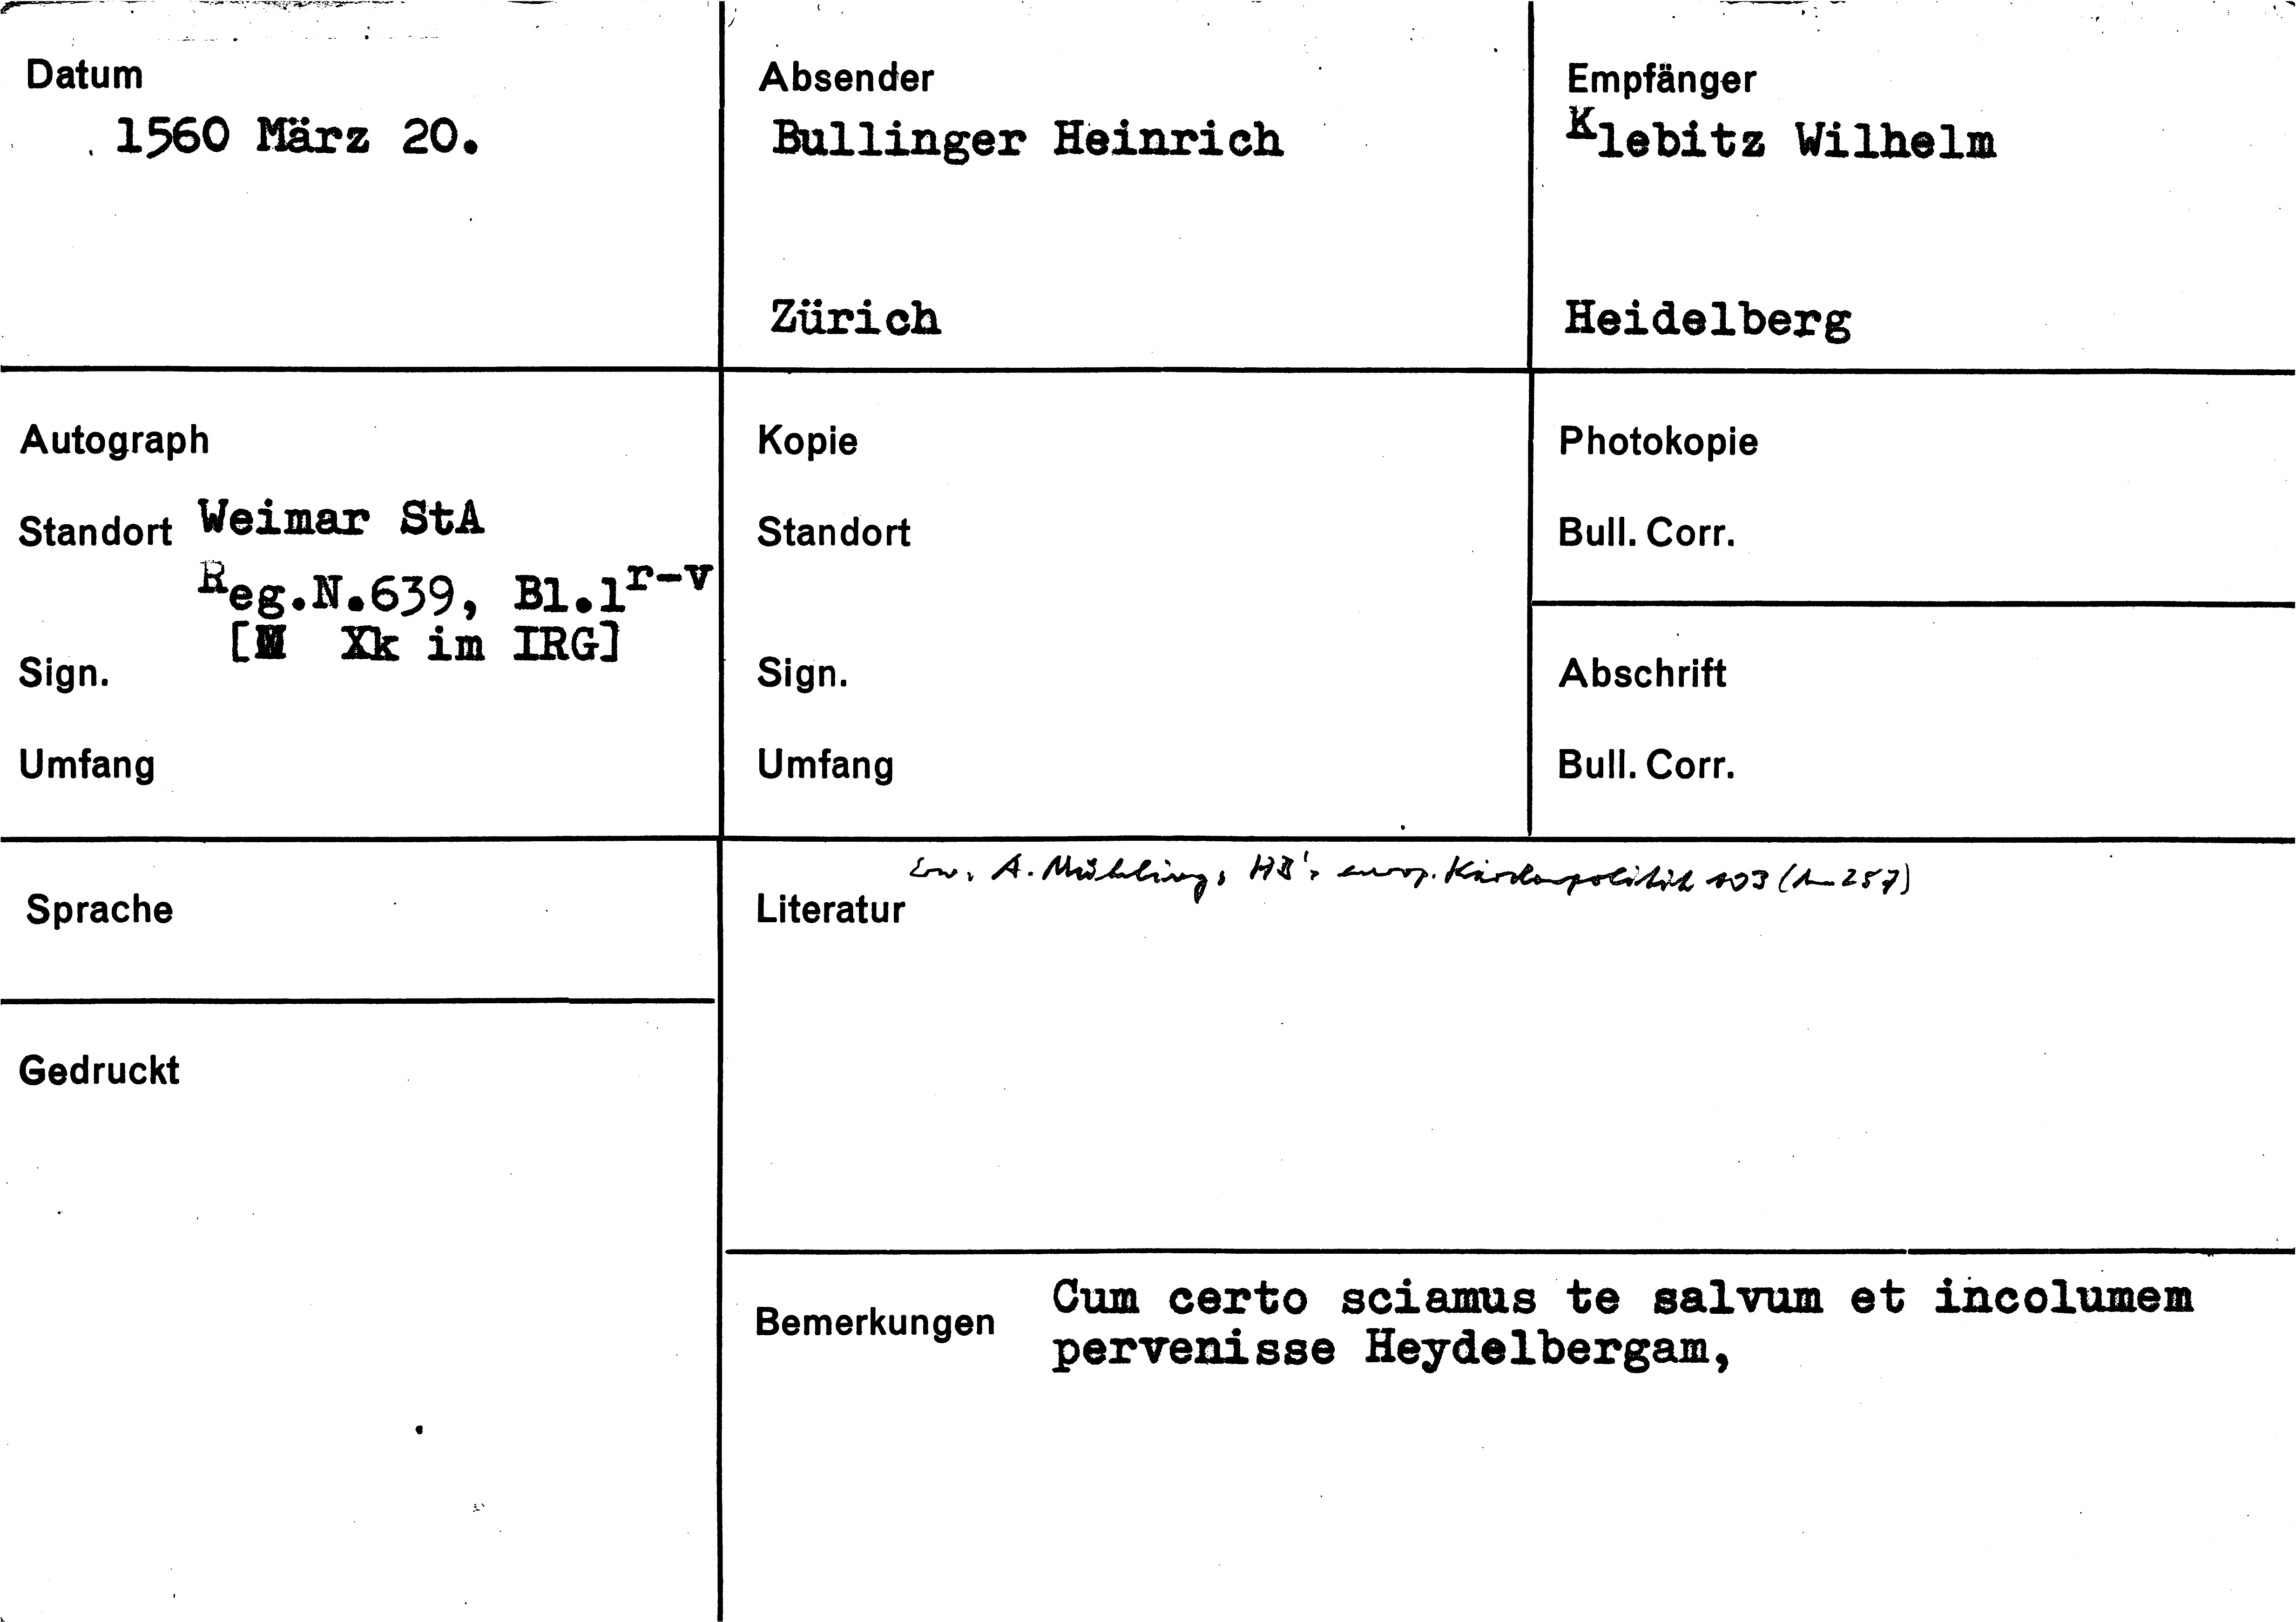 Datum
1560 März 20.
Absender
Bullinger Heinrich
Zürich
Empfänger
Klebitz Wilhelm
Heidelberg
Autograph
Standort Weimar StA
Reg.N.639, Bl.1r-v
[M Xk im IRG]
Sign.
Umfang
Kopie
Standort
Sign.
Umfang
Photokopie
Bull. Corr.
Abschrift
Bull. Corr.
Sprache
Gedruckt
Erw. A. Mühling, HB's europ. Kirchenpolitik 103 (A 257)
Literatur
Bemerkungen Cum certo sciamus te salvum et incolumem
pervenisse Heydelbergam,